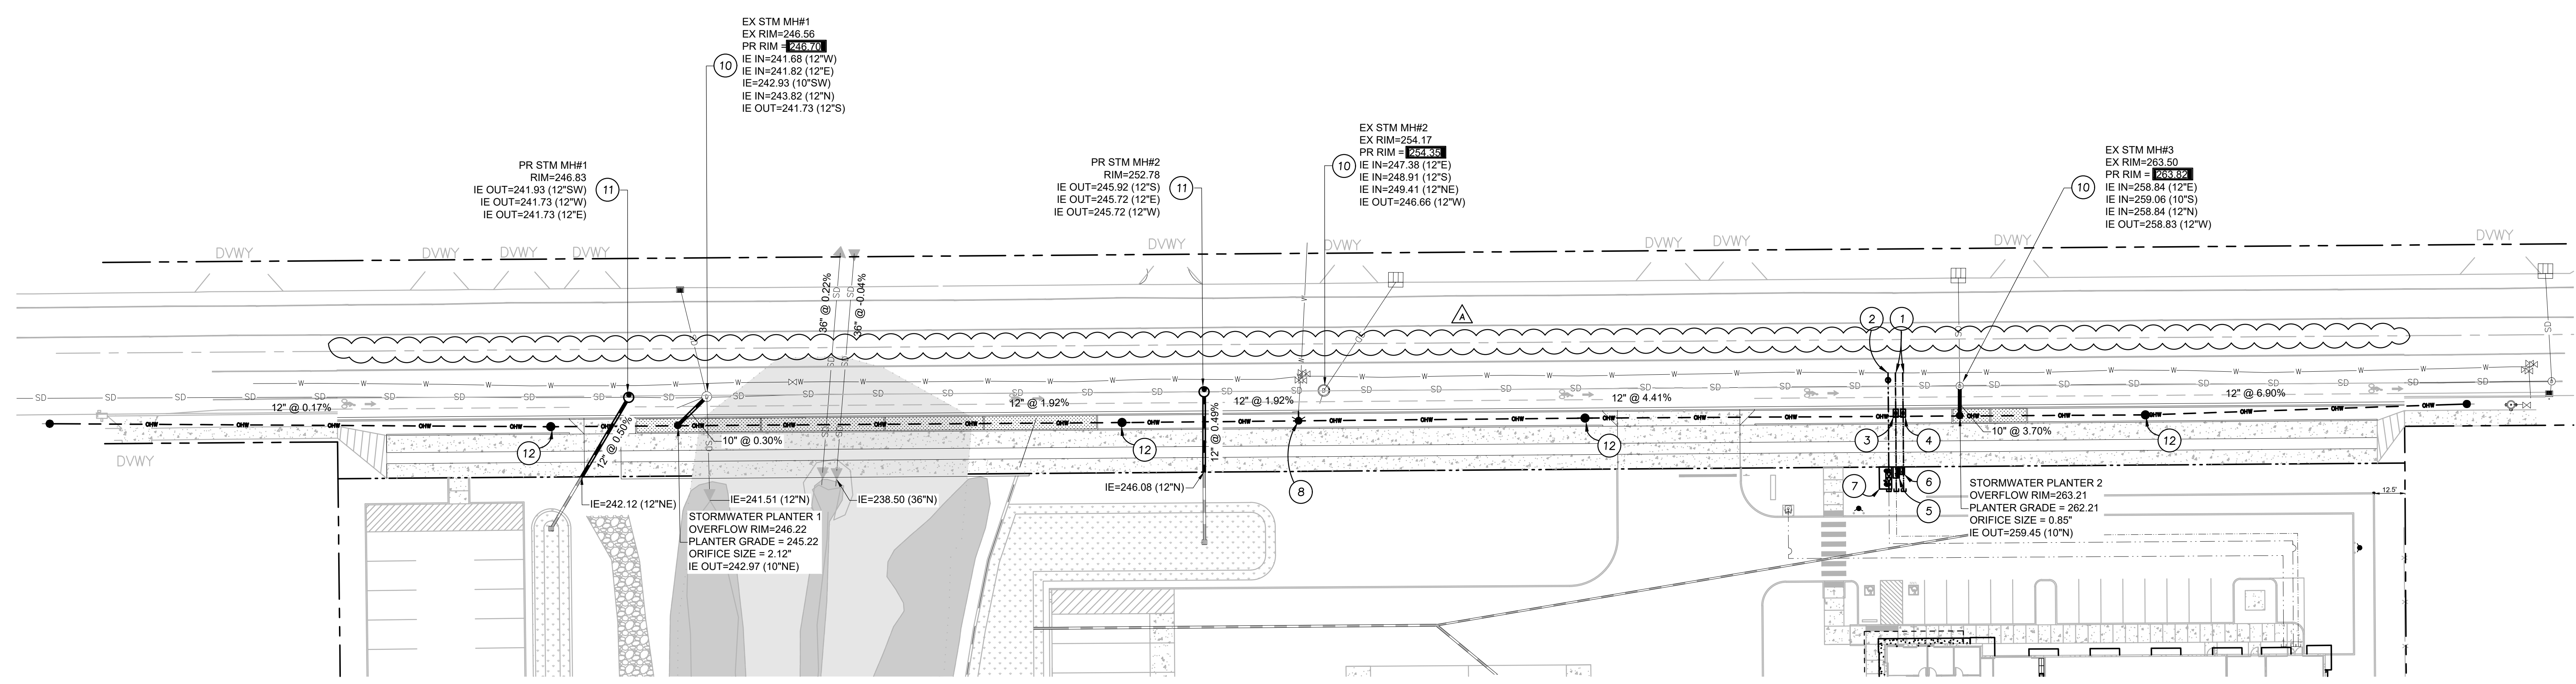 EX STM MH#1
EX RIM=246.56
PR RIM = 246.70
IE IN=241.68 (12"W)
IE IN=241.82 (12"E)
IE=242.93 (10"SW)
IE IN=243.82 (12"N)
IE OUT=241.73 (12"S)
10
PR STM MH#1
RIM=246.83
IE OUT=241.93 (12"SW)
IE OUT=241.73 (12"W)
IE OUT=241.73 (12"E)
11
PR STM MH#2
RIM=252.78
IE OUT=245.92 (12"S)
IE OUT=245.72 (12"E)
IE OUT=245.72 (12"W)
11
EX STM MH#2
EX RIM=254.17
PR RIM = 254.35
IE IN=247.38 (12"E)
IE IN=248.91 (12"S)
IE IN=249.41 (12"NE)
IE OUT=246.66 (12"W)
10
EX STM MH#3
EX RIM=263.50
PR RIM = 263.82
IE IN=258.84 (12"E)
IE IN=259.06 (10"S)
IE IN=258.84 (12"N)
IE OUT=258.83 (12"W)
10
DVWY
DVWY
DVWY
DVWY
DVWY
DVWY
DVWY
DVWY
DVWY
DVWY
36" @ 0.22%
36" @ -0.04%
A
2
1
12" @ 0.17%
12" @ 1.92%
12" @ 1.92%
12" @ 4.41%
12" @ 6.90%
12" @ 0.50%
10" @ 0.30%
12" @ 0.49%
10" @ 3.70%
12
12
12
12
3
4
8
7
6
5
DVWY
IE=242.12 (12"NE)
IE=241.51 (12"N)
IE=238.50 (36"N)
IE=246.08 (12"N)
STORMWATER PLANTER 1
OVERFLOW RIM=246.22
PLANTER GRADE = 245.22
ORIFICE SIZE = 2.12"
IE OUT=242.97 (10"NE)
STORMWATER PLANTER 2
OVERFLOW RIM=263.21
PLANTER GRADE = 262.21
ORIFICE SIZE = 0.85"
IE OUT=259.45 (10"N)
12.5'